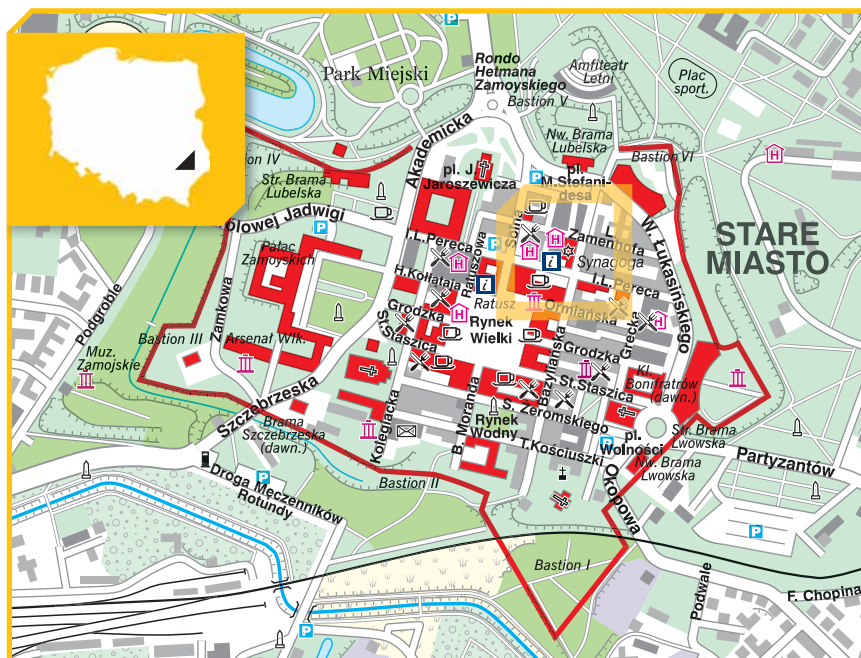 Park Miejski
Rondo
Hetmana
Zamoyskiego
Amfiteatr
Letni
Plac
sport.
Bastion V
Nw. Brama
Lubelska
Bastion VI
Akademicka
pl. J.
Jaroszewicza
pl.
M.Stefani-
desa
Str. Brama
Lubelska
Pałac
Zamoyskich
I.L.Pereca
H.Kołłątaja
Ratuszowa
Solna
Zamenhofa
Synagoga
I.L.Pereca
W. Łukasińskiego
STARE
MIASTO
Ratusz
Ormiańska
Grodzka
Rynek
Wielki
Grecka
Podgroble
Zamkowa
Bastion III
Arsenał Wlk.
St.Staszica
Bazyliańska
Grodzka
St.Staszica
Kl.
Bonifratrów
(dawn.)
Muz.
Zamojskie
Szczebrzeska
Brama
Szczebrzeska
(dawn.)
Kolegiacka
B. Moranda
Rynek
Wodny
S. Żeromskiego
T.Kościuszki
pl.
Wolności
Str. Brama
Lwowska
Nw. Brama
Lwowska
Partyzantów
Droga Męczenników
Rotundy
Bastion II
Okopowa
Bastion I
Podwale
F. Chopina